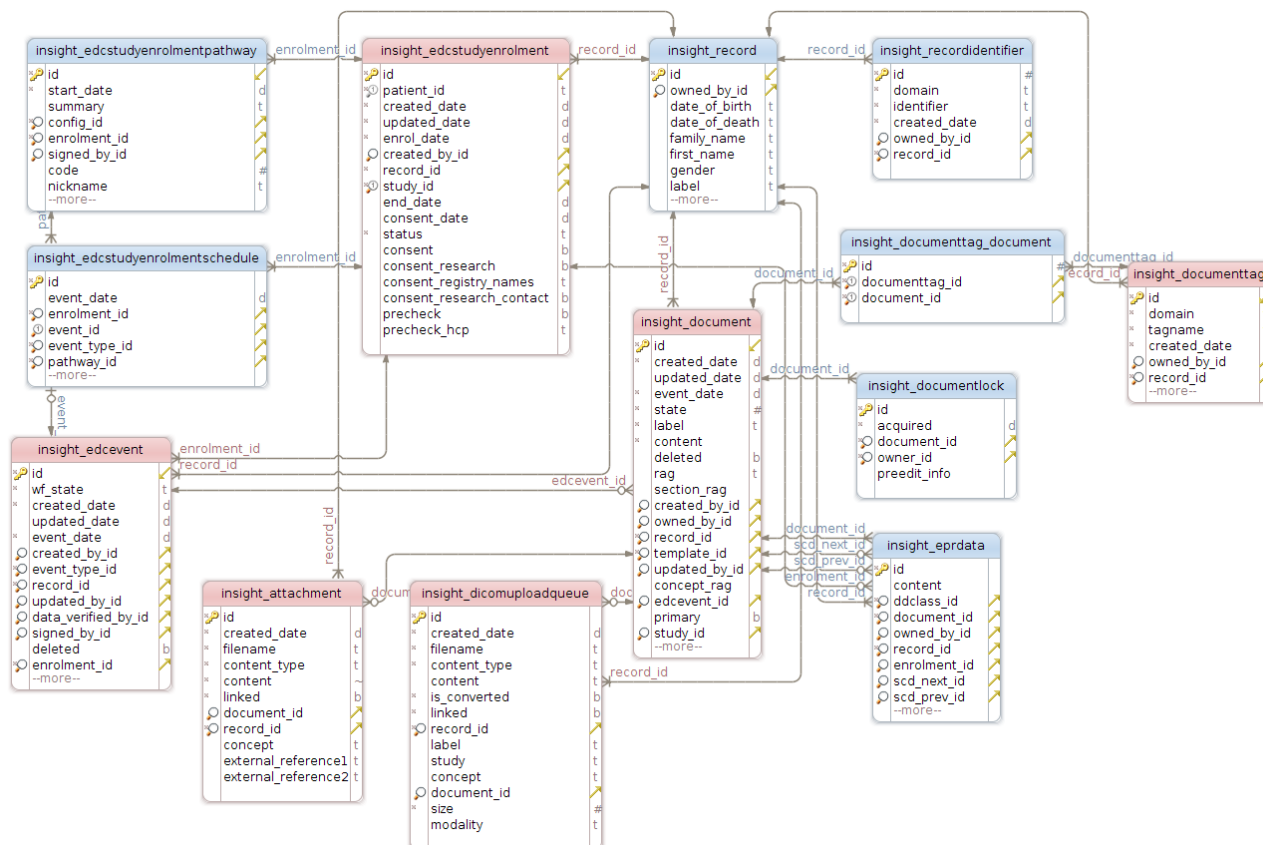 insight_edcstudyenrolmentpathway
id
start_date d
summary t
config_id
enrolment_id
signed_by_id
code #
nickname t
--more--
enrolment_id
insight_edcstudyenrolment
id
patient_id t
created_date d
updated_date d
enrol_date d
created_by_id
record_id
study_id
end_date d
consent_date d
status t
consent b
consent_research b
consent_registry_names t
consent_research_contact b
precheck b
precheck_hcp t
record_id
insight_record
id
owned_by_id
date_of_birth t
date_of_death t
family_name t
first_name t
gender t
label t
--more--
record_id
insight_recordidentifier
id #
domain t
identifier t
created_date d
owned_by_id
record_id
insight_edcstudyenrolmentschedule
id
event_date d
enrolment_id
event_id
event_type_id
pathway_id
--more--
enrolment_id
record_id
insight_documenttag_document
id #
documenttag_id
document_id
document_id
documenttag_id
record_id
insight_documenttag
id
domain
tagname
created_date
owned_by_id
record_id
--more--
insight_document
id
created_date d
updated_date d
event_date d
state #
label t
content
deleted b
rag t
section_rag
created_by_id
owned_by_id
record_id
template_id
updated_by_id
concept_rag
edcevent_id
primary b
study_id
--more--
document_id
insight_documentlock
id
acquired d
document_id
owner_id
preedit_info
insight_edcevent
id
wf_state t
created_date d
updated_date d
event_date d
created_by_id
event_type_id
record_id
updated_by_id
data_verified_by_id
signed_by_id
deleted b
enrolment_id
--more--
enrolment_id
record_id
edcevent_id
record_id
document_id
scd_next_id
scd_prev_id
enrolment_id
record_id
insight_eprdata
id
content
ddclass_id
document_id
owned_by_id
record_id
enrolment_id
scd_next_id
scd_prev_id
--more--
insight_attachment
id
created_date d
filename t
content_type t
content ~
linked b
document_id
record_id
concept t
external_reference1 t
external_reference2 t
insight_dicomuploadqueue
id
created_date d
filename t
content_type t
content t
is_converted b
linked b
record_id
label t
study t
concept t
document_id
size #
modality t
record_id